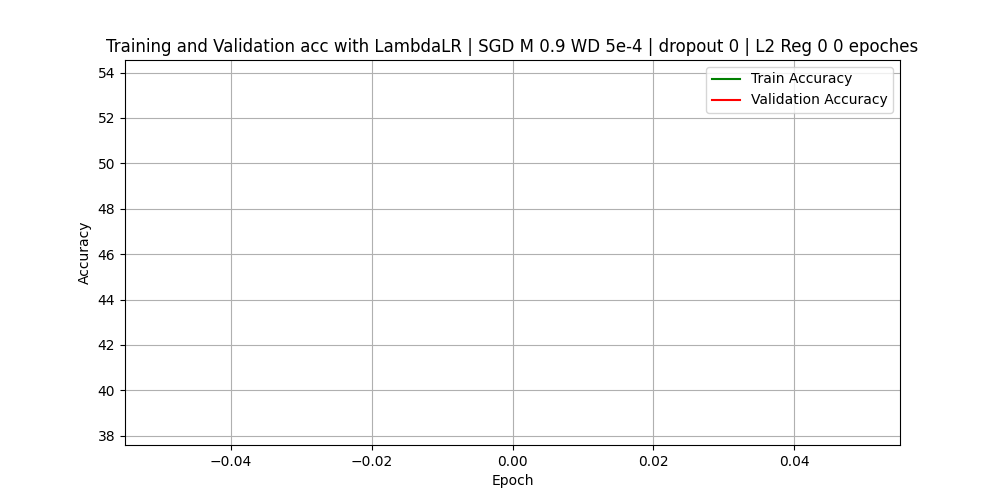 Training and Validation acc with LambdaLR | SGD M 0.9 WD 5e-4 | dropout 0 | L2 Reg 0 0 epoches
Train Accuracy
Validation Accuracy
54
52
50
48
46
44
42
40
38
Accuracy
−0.04
−0.02
0.00
0.02
0.04
Epoch